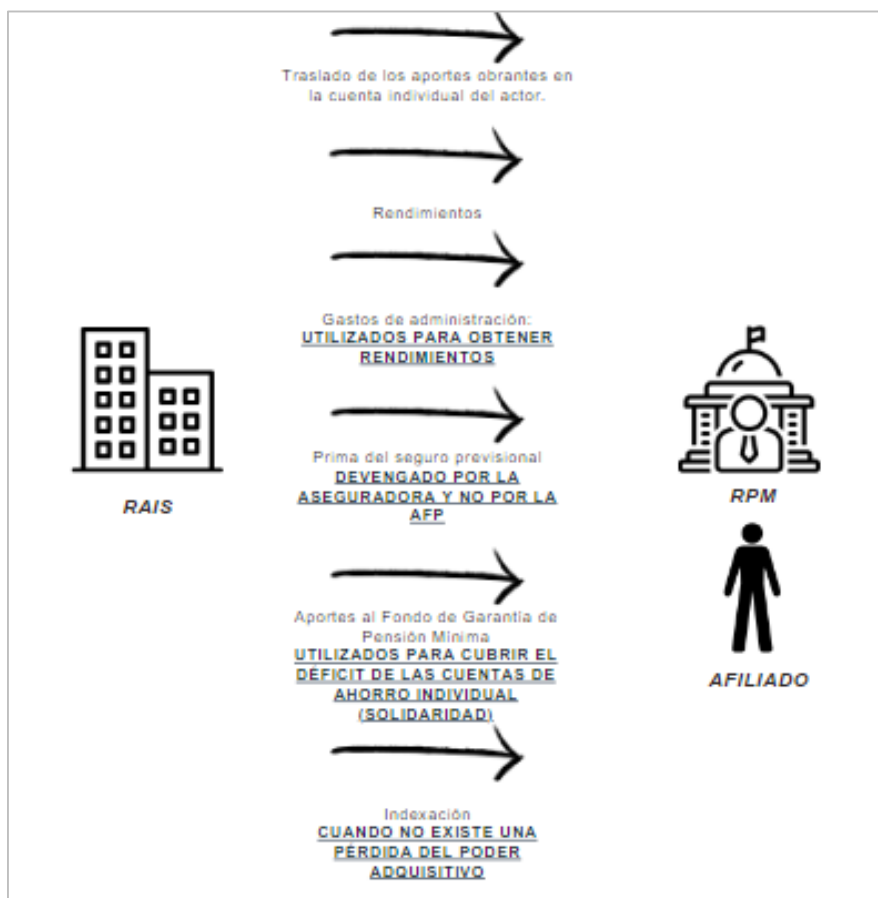 Traslado de los aportes obrantes en
la cuenta individual del actor.
Rendimientos
Gastos de administración:
UTILIZADOS PARA OBTENER
RENDIMIENTOS
Prima del seguro previsional
DEVENGADO POR LA
ASEGURADORA Y NO POR LA
AFP
RAIS
RPM
Aportes al Fondo de Garantía de
Pensión Mínima
UTILIZADOS PARA CUBRIR EL
DÉFICIT DE LAS CUENTAS DE
AHORRO INDIVIDUAL
(SOLIDARIDAD)
AFILIADO
Indexación
CUANDO NO EXISTE UNA
PÉRDIDA DEL PODER
ADQUISITIVO